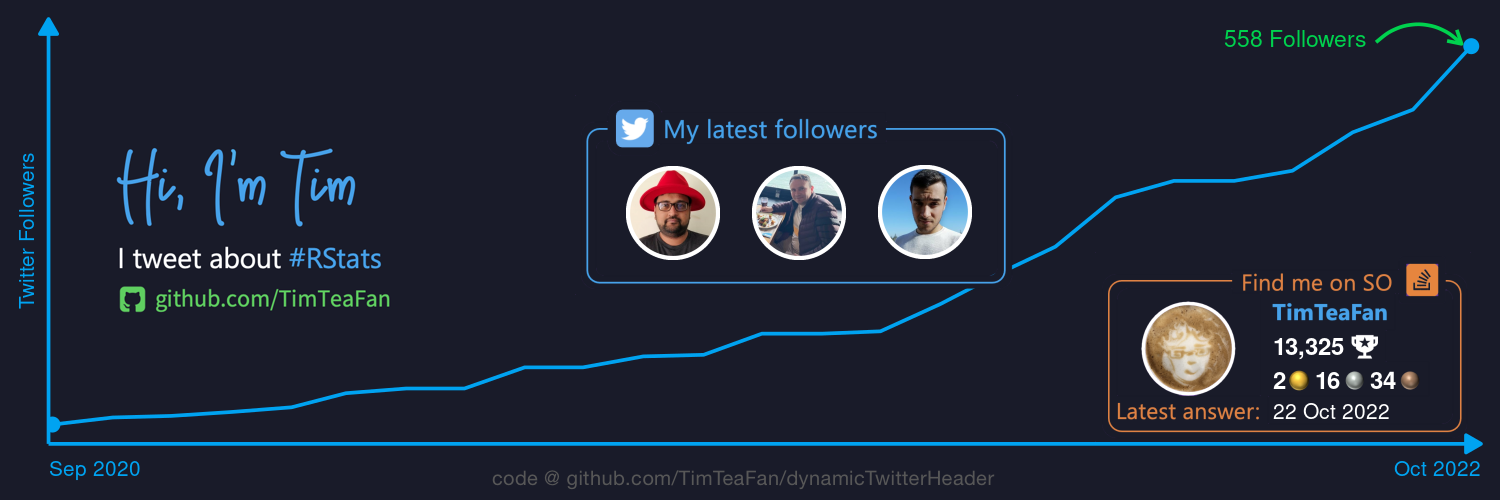 558 Followers
Twitter Followers
Hi, I'm Tim
I tweet about #RStats
github.com/TimTeaFan
My latest followers
Find me on SO
TimTeaFan
13,325
2 16 34
Latest answer: 22 Oct 2022
Sep 2020
Oct 2022
code @ github.com/TimTeaFan/dynamicTwitterHeader